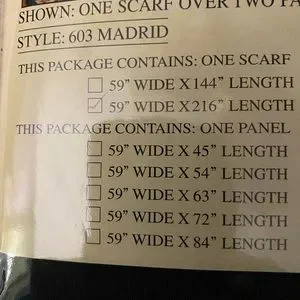 SHOWN: ONE SCARF OVER TWO
STYLE: 603 MADRID
THIS PACKAGE CONTAINS: ONE SCARF
59” WIDE X 144” LENGTH
59” WIDE X 216” LENGTH
THIS PACKAGE CONTAINS: ONE PANEL
59” WIDE X 45” LENGTH
59” WIDE X 54” LENGTH
59” WIDE X 63” LENGTH
59” WIDE X 72” LENGTH
59” WIDE X 84” LENGTH